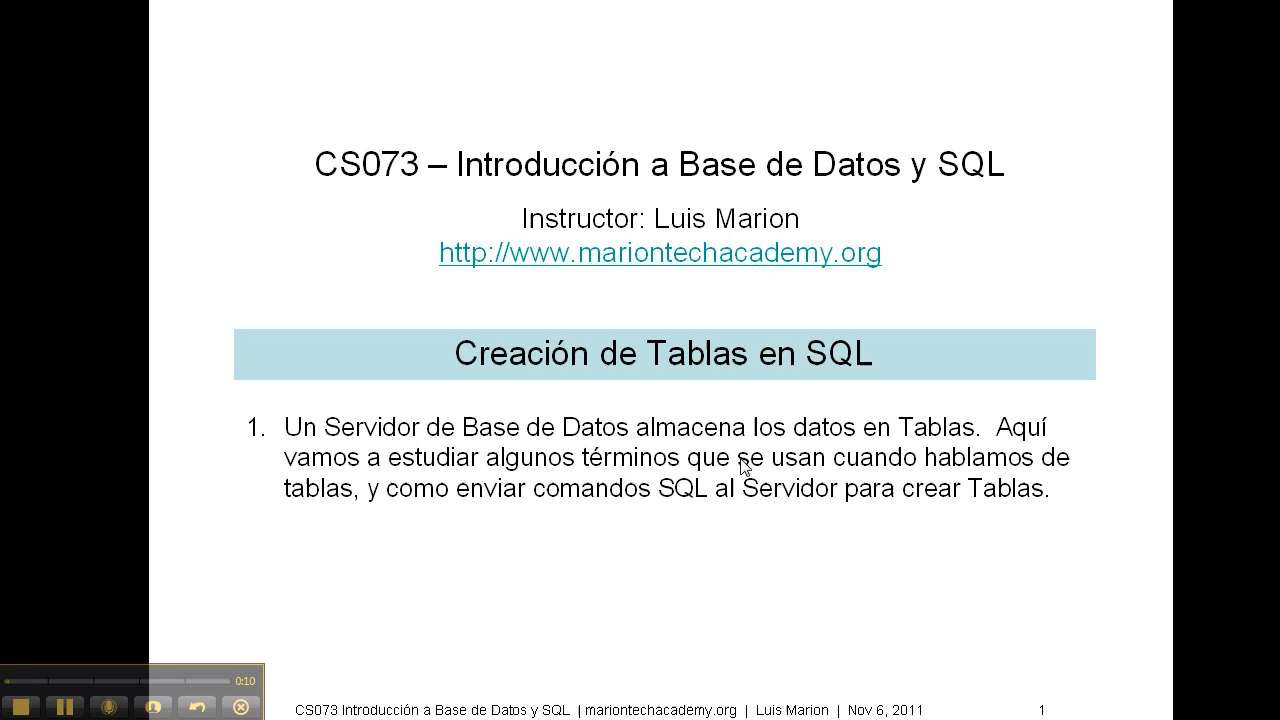 CS073 – Introducción a Base de Datos y SQL
Instructor: Luis Marion
http://www.mariontechacademy.org
Creación de Tablas en SQL
1. Un Servidor de Base de Datos almacena los datos en Tablas. Aquí
vamos a estudiar algunos términos que se usan cuando hablamos de
tablas, y como enviar comandos SQL al Servidor para crear Tablas.
0:10
CS073 Introducción a Base de Datos y SQL | mariontechacademy.org | Luis Marion | Nov 6, 2011 1